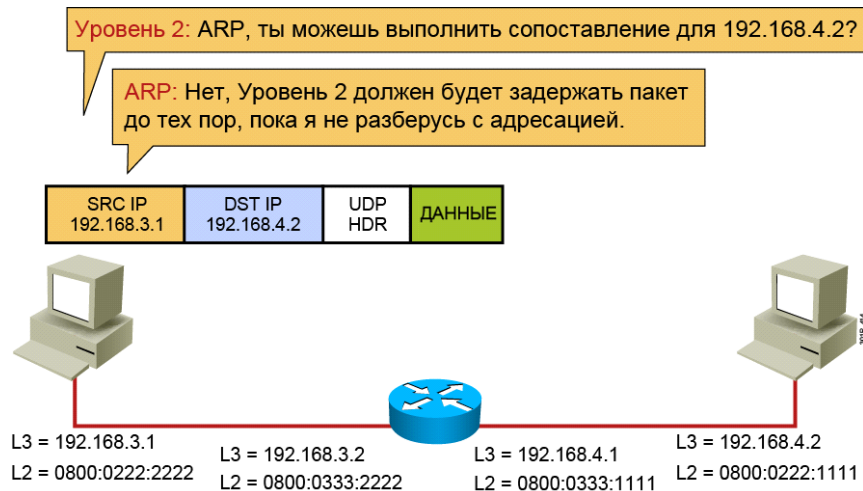 Уровень 2: ARP, ты можешь выполнить сопоставление для 192.168.4.2?
ARP: Нет, Уровень 2 должен будет задержать пакет
до тех пор, пока я не разберусь с адресацией.
SRC IP
192.168.3.1
DST IP
192.168.4.2
UDP
HDR
ДАННЫЕ
L3 = 192.168.3.1
L2 = 0800:0222:2222
L3 = 192.168.3.2
L2 = 0800:0333:2222
L3 = 192.168.4.1
L2 = 0800:0333:1111
L3 = 192.168.4.2
L2 = 0800:0222:1111